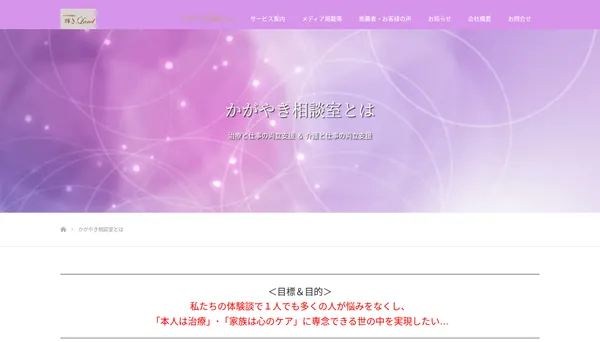 サービス案内 メディア掲載等 推薦者・お客様の声 お知らせ 会社概要 お問合せ
かがやき相談室とは
治療と仕事の両立支援 & 介護と仕事の両立支援
かがやき相談室とは
＜目標＆目的＞
私たちの体験談で１人でも多くの人が悩みをなくし、
「本人は治療」・「家族は心のケア」に専念できる世の中を実現したい…